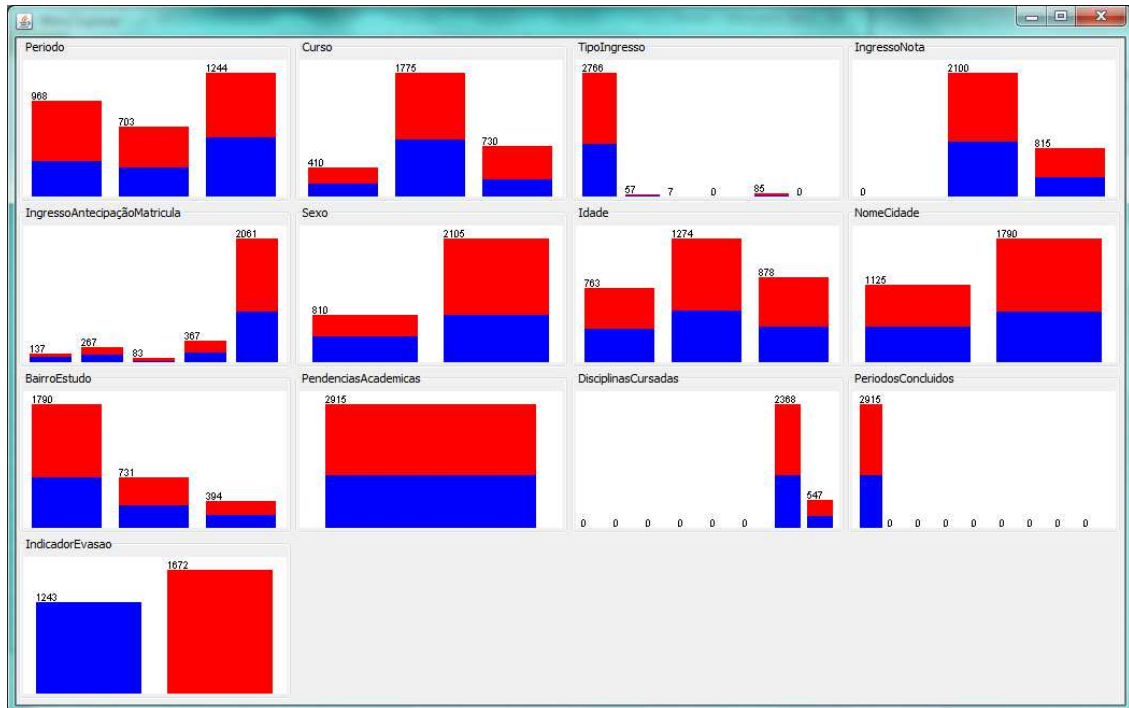 Periodo
968
703
1244
Curso
410
1775
730
TipoIngresso
2766
57
7
0
85
0
IngressoNota
0
2100
815
IngressoAntecipaçãoMatricula
137
267
83
367
2061
Sexo
810
2105
Idade
763
1274
878
NomeCidade
1125
1790
BairroEstudo
1790
731
394
PendenciasAcademicas
2915
DisciplinasCursadas
0 0 0 0 0 0
2368
547
PeriodosConcluidos
2915
0 0 0 0 0 0 0 0
IndicadorEvasao
1243
1672